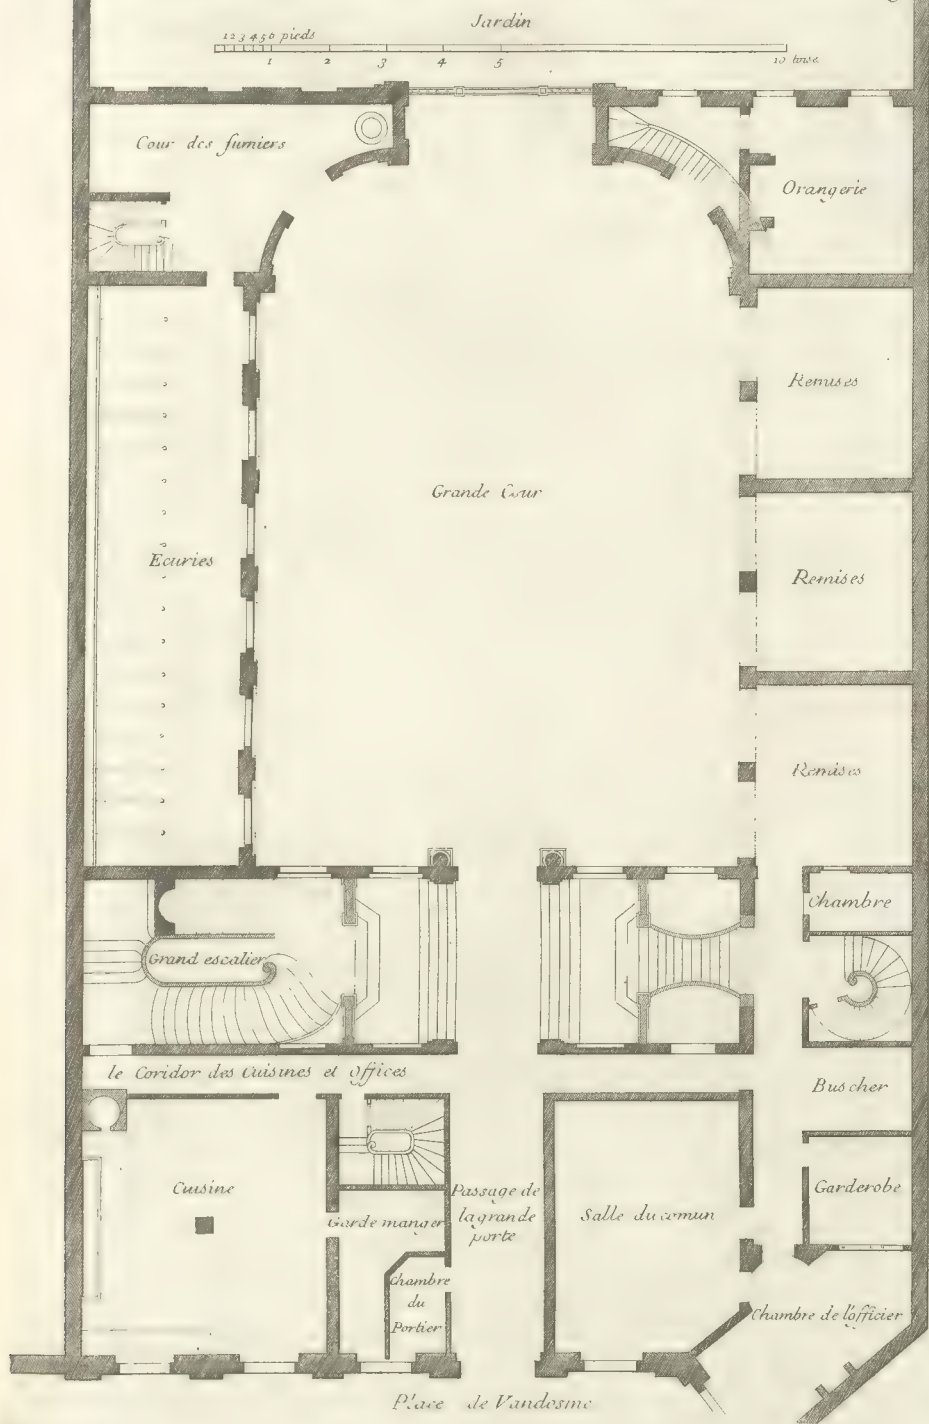 Jardin
1 2 3 4 5 6 pieds
1 2 3 4 5 10 toise.
Cour des fumiers
Orangerie
Remises
Grande Cour
Ecuries
Remises
Remises
Chambre
Grand escalier
le Coridor des Cuisines et Offices
Buscher
Cuisine
Garderobe
Passage de
la grande
porte
Salle du comun
Garde manger
Chambre
du
Portier
Chambre de l'officier
Place de Vandosme